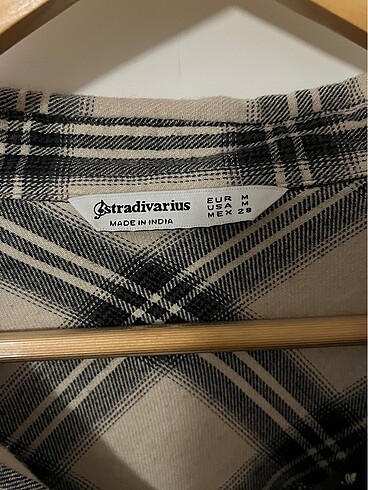 Stradivarius
MADE IN INDIA
EUR M
USA M
MEX 28